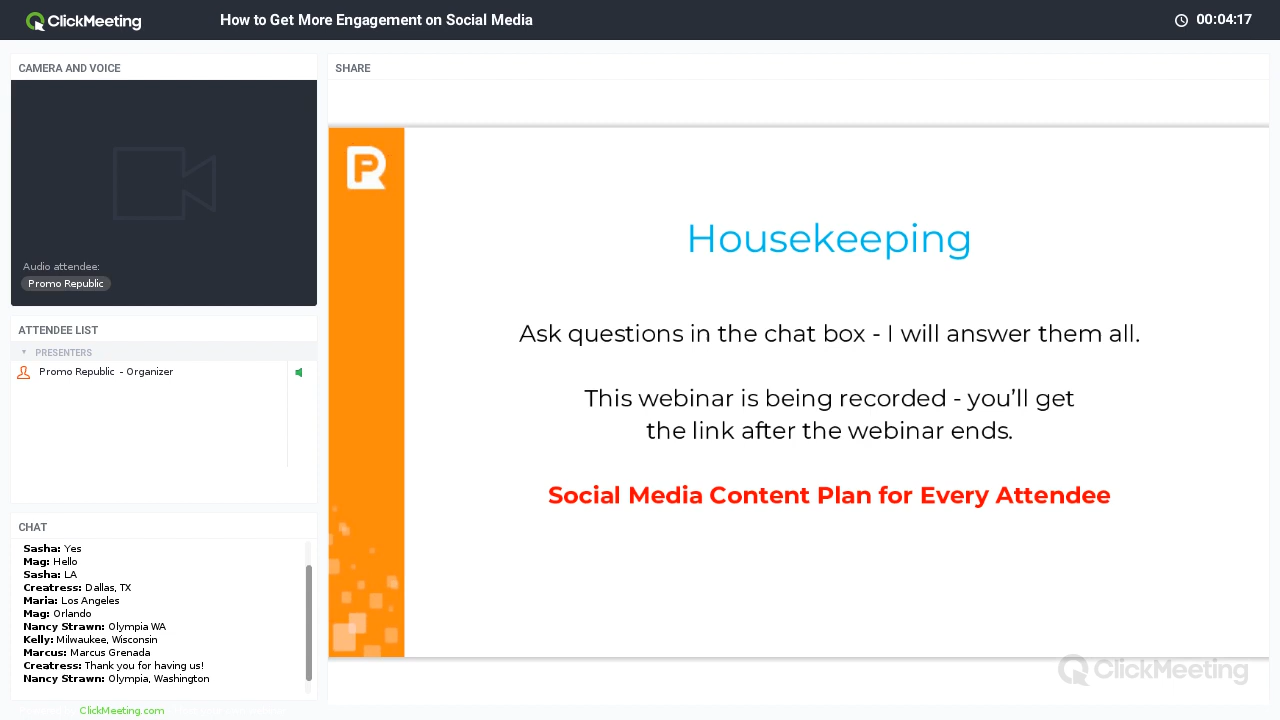 ClickMeeting
How to Get More Engagement on Social Media
00:04:17
CAMERA AND VOICE
Audio attendee:
Promo Republic
ATTENDEE LIST
PRESENTERS
Promo Republic - Organizer
CHAT
Sasha: Yes
Mag: Hello
Sasha: LA
Creatress: Dallas, TX
Maria: Los Angeles
Mag: Orlando
Nancy Strawn: Olympia WA
Kelly: Milwaukee, Wisconsin
Marcus: Marcus Grenada
Creatress: Thank you for having us!
Nancy Strawn: Olympia, Washington
ClickMeeting.com
SHARE
PR
Housekeeping
Ask questions in the chat box - I will answer them all.
This webinar is being recorded - you’ll get
the link after the webinar ends.
Social Media Content Plan for Every Attendee
ClickMeeting